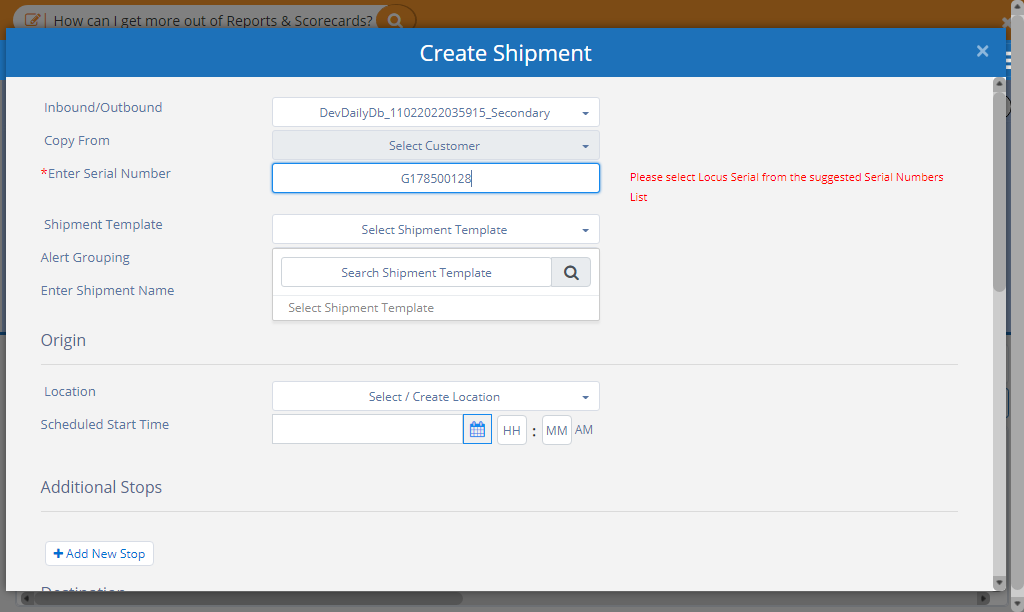 How can I get more out of Reports & Scorecards?
Create Shipment
×
Inbound/Outbound
DevDailyDb_11022022035915_Secondary
Copy From
Select Customer
*Enter Serial Number
G178500128
Please select Locus Serial from the suggested Serial Numbers
List
Shipment Template
Select Shipment Template
Alert Grouping
Search Shipment Template
Enter Shipment Name
Select Shipment Template
Origin
Location
Select / Create Location
Scheduled Start Time
HH : MM AM
Additional Stops
+ Add New Stop
Destination